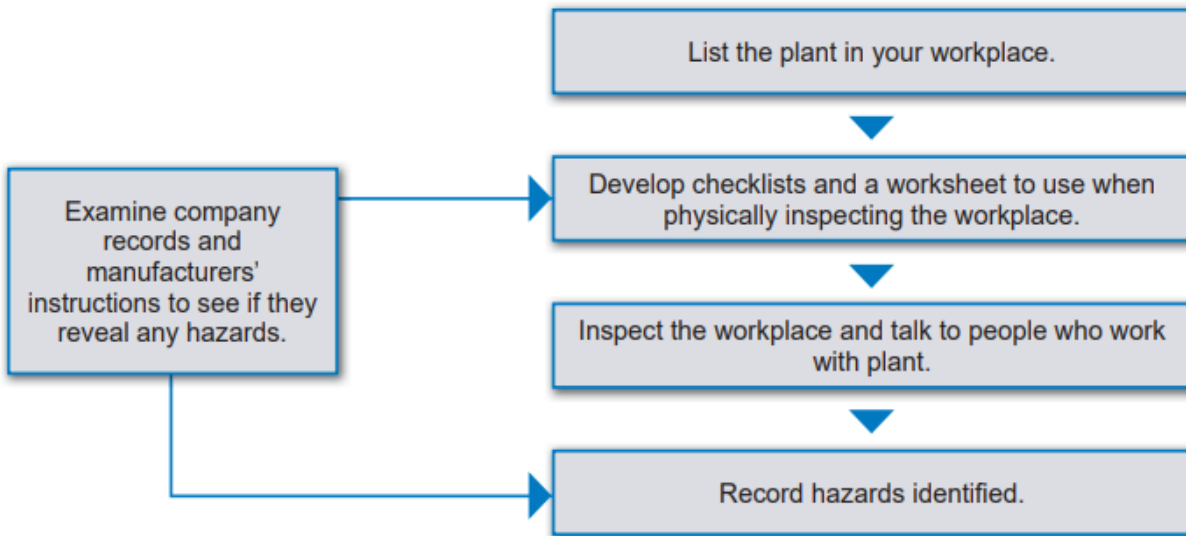 List the plant in your workplace.
Examine company
records and
manufacturers’
instructions to see if they
reveal any hazards.
Develop checklists and a worksheet to use when
physically inspecting the workplace.
Inspect the workplace and talk to people who work
with plant.
Record hazards identified.